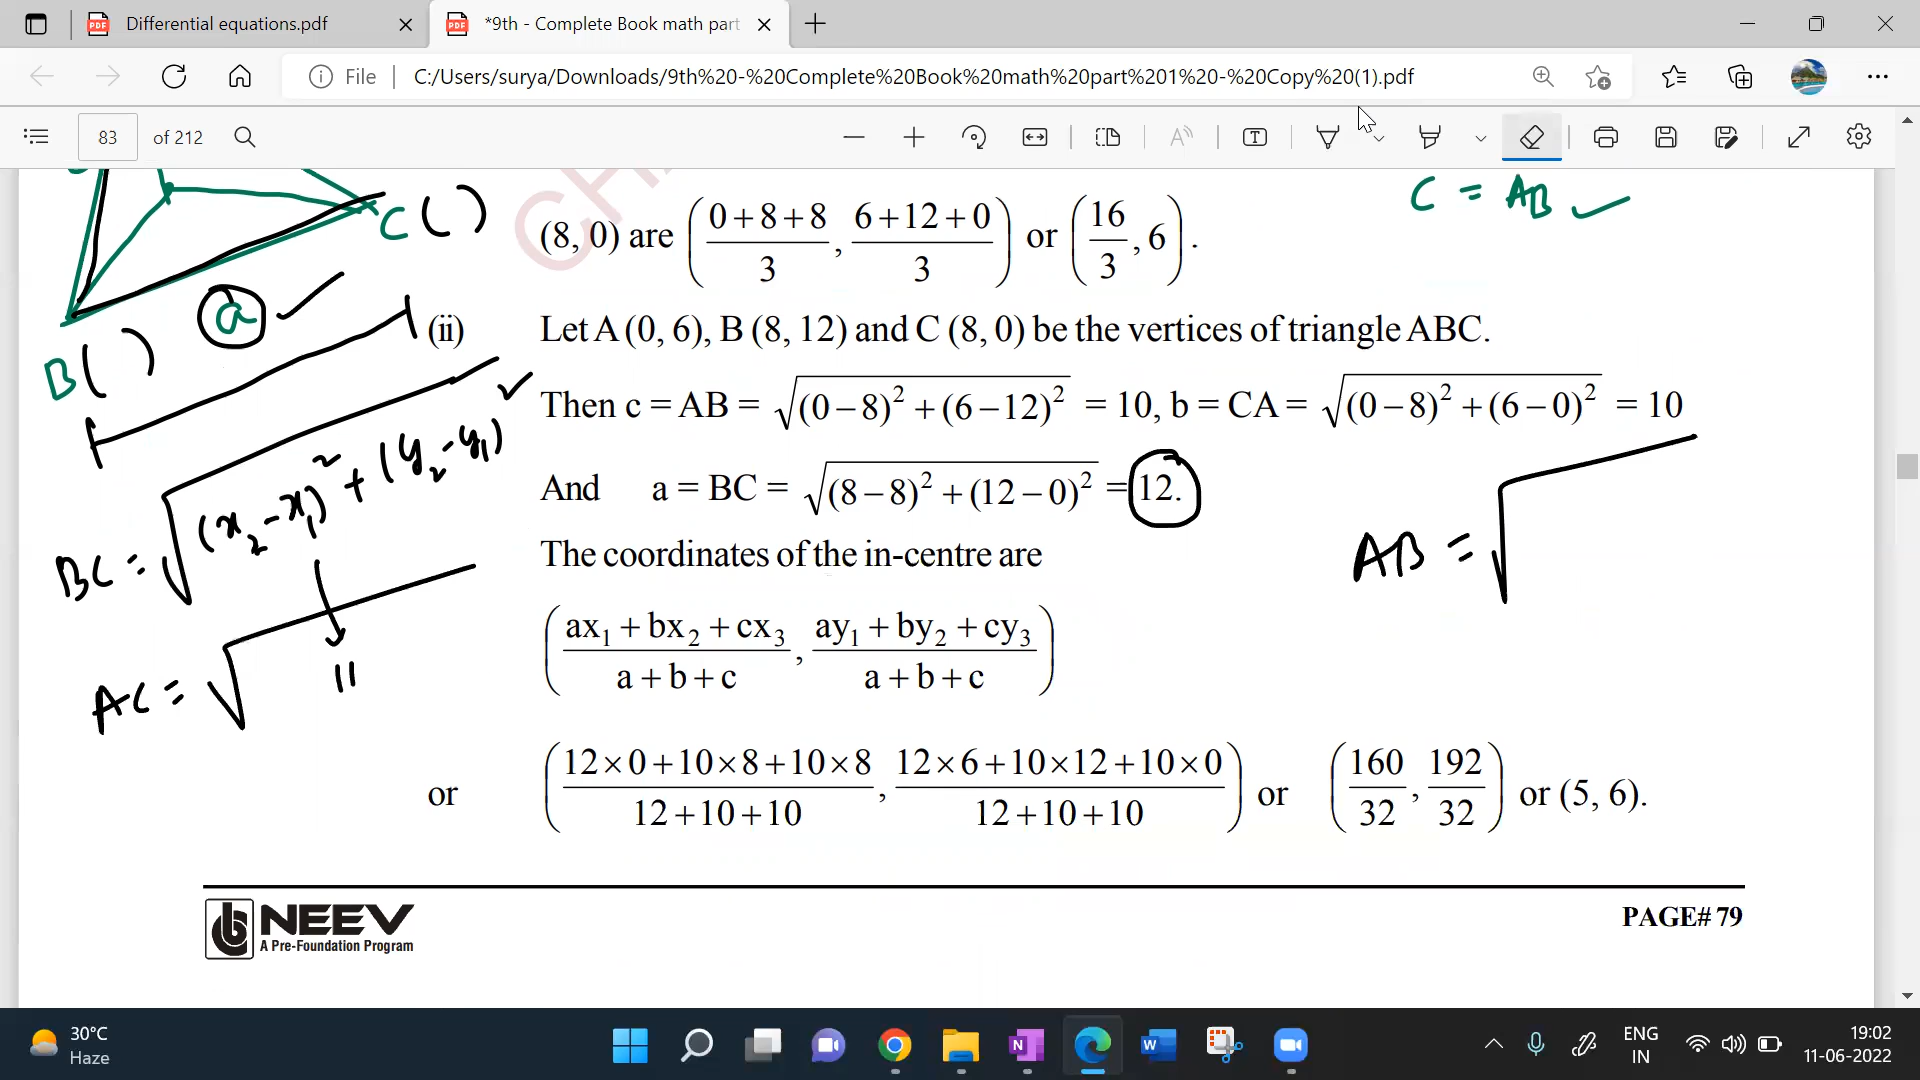 Differential equations.pdf
*9th - Complete Book math part
File
C:/Users/surya/Downloads/9th%20-%20Complete%20Book%20math%20part%201%20-%20Copy%20(1).pdf
83 of 212
C = AB
C ( )
(8, 0) are ((0+8+8)/3, (6+12+0)/3) or (16/3, 6).
a
B ( )
(ii) Let A (0, 6), B (8, 12) and C (8, 0) be the vertices of triangle ABC.
Then c = AB = √((0−8)² + (6−12)²) = 10, b = CA = √((0−8)² + (6−0)²) = 10
And a = BC = √((8−8)² + (12−0)²) = 12.
BC = √((x₂-x₁)² + (y₂-y₁)
AB = √
The coordinates of the in-centre are
((ax₁ + bx₂ + cx₃)/(a + b + c), (ay₁ + by₂ + cy₃)/(a + b + c))
AC = √
11
or ((12×0+10×8+10×8)/(12+10+10), (12×6+10×12+10×0)/(12+10+10)) or (160/32, 192/32) or (5, 6).
NEEV
A Pre-Foundation Program
PAGE# 79
30°C
Haze
ENG
IN
19:02
11-06-2022